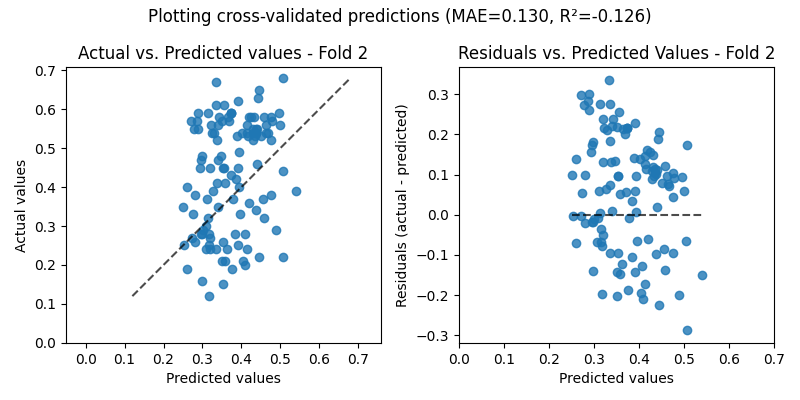 Plotting cross-validated predictions (MAE=0.130, R²=-0.126)
Actual vs. Predicted values - Fold 2
0.7
0.6
0.5
0.4
0.3
0.2
0.1
0.0
Actual values
0.0 0.1 0.2 0.3 0.4 0.5 0.6 0.7
Predicted values
Residuals vs. Predicted Values - Fold 2
0.3
0.2
0.1
0.0
−0.1
−0.2
−0.3
Residuals (actual - predicted)
0.0 0.1 0.2 0.3 0.4 0.5 0.6 0.7
Predicted values